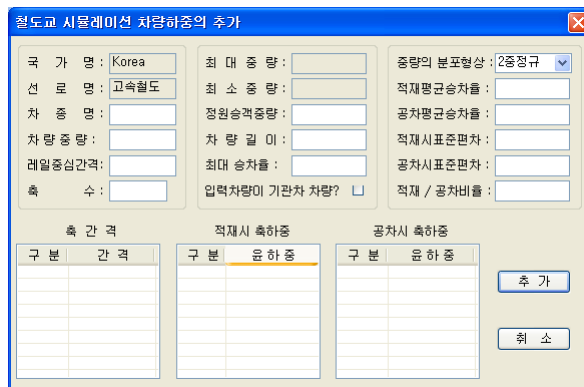 철도교 시뮬레이션 차량하중의 추가
국 가 명 : Korea
선 로 명 : 고속철도
차 종 명 :
차 량 중 량 :
레일중심간격:
축 수 :
최 대 중 량 :
최 소 중 량 :
정원승객중량 :
차 량 길 이 :
최대 승차율 :
입력차량이 기관차 차량?
중량의 분포형상 : 2중정규
적재평균승차율 :
공차평균승차율 :
적재시표준편차 :
공차시표준편차 :
적재 / 공차비율 :
축 간 격
구 분 간 격
적재시 축하중
구 분 윤 하 중
공차시 축하중
구 분 윤 하 중
추 가
취 소